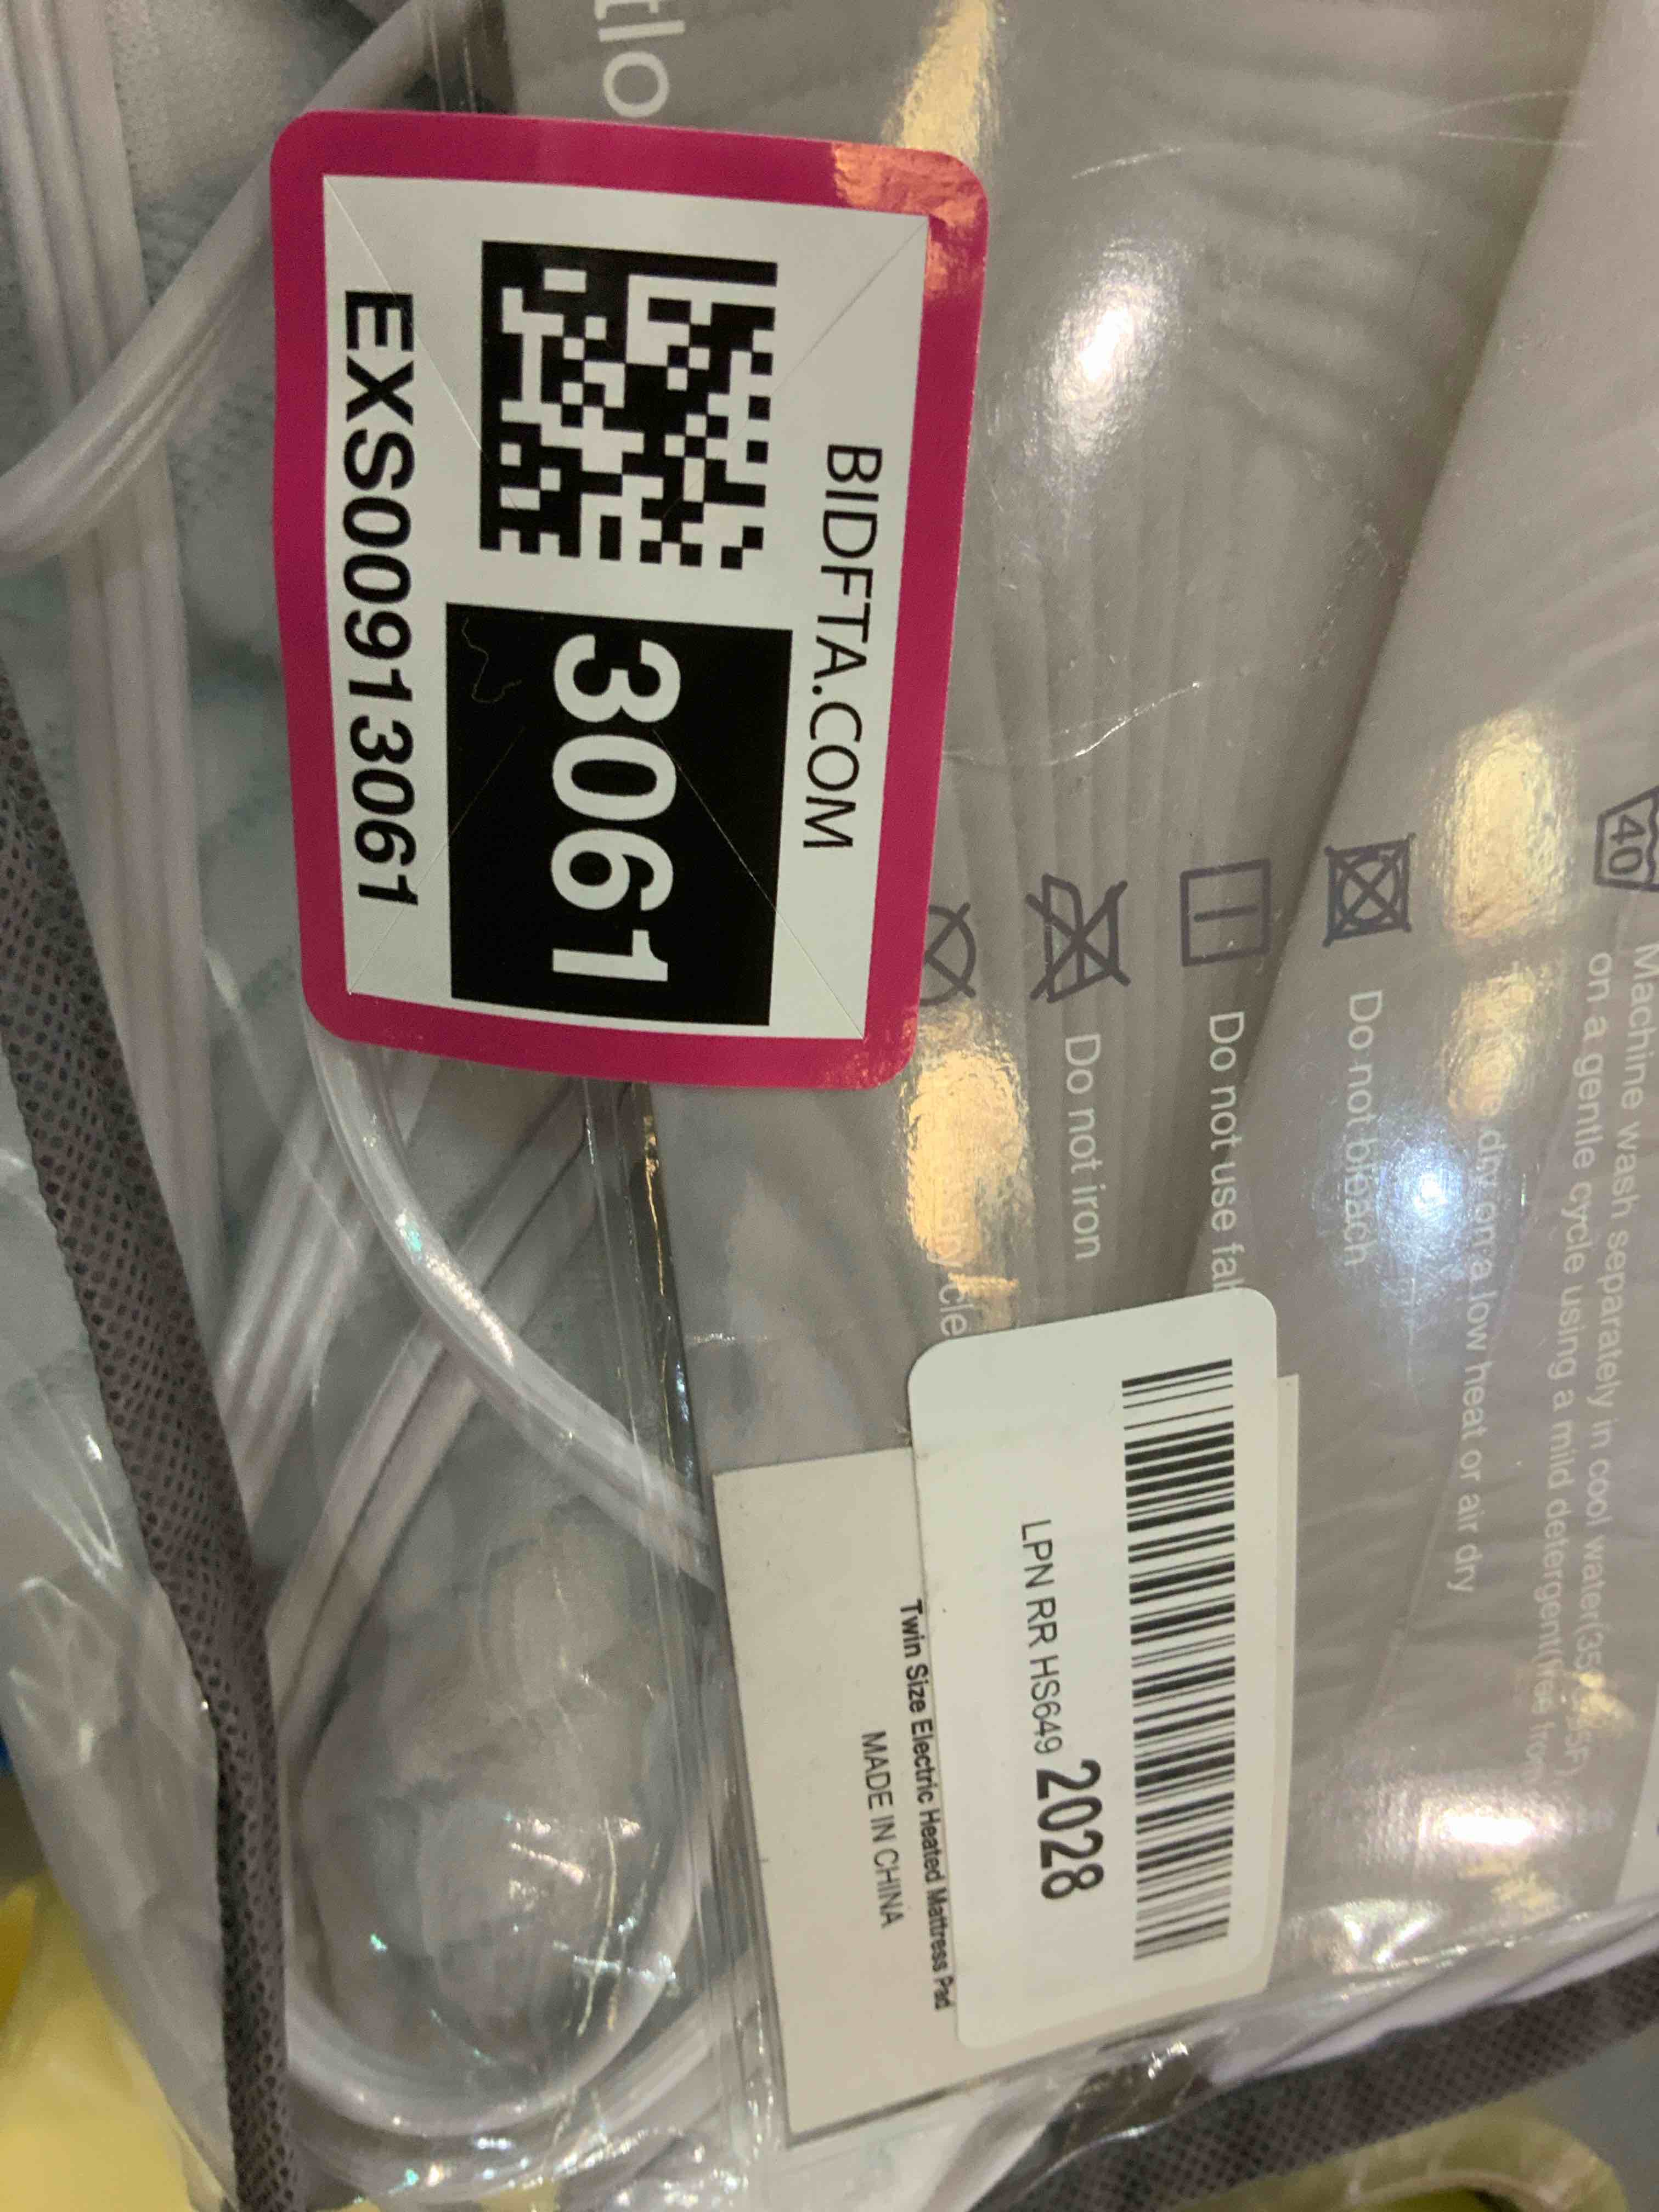 BIDFTA.COM
3061
EXS00913061
40
Machine wash separately in cool water
on a gentle cycle using a mild detergent
dry on a low heat or air dry
Do not bleach
Do not use
Do not iron
LPN RR HS649 2028
Twin Size Electric Heated Mattress Pad
MADE IN CHINA